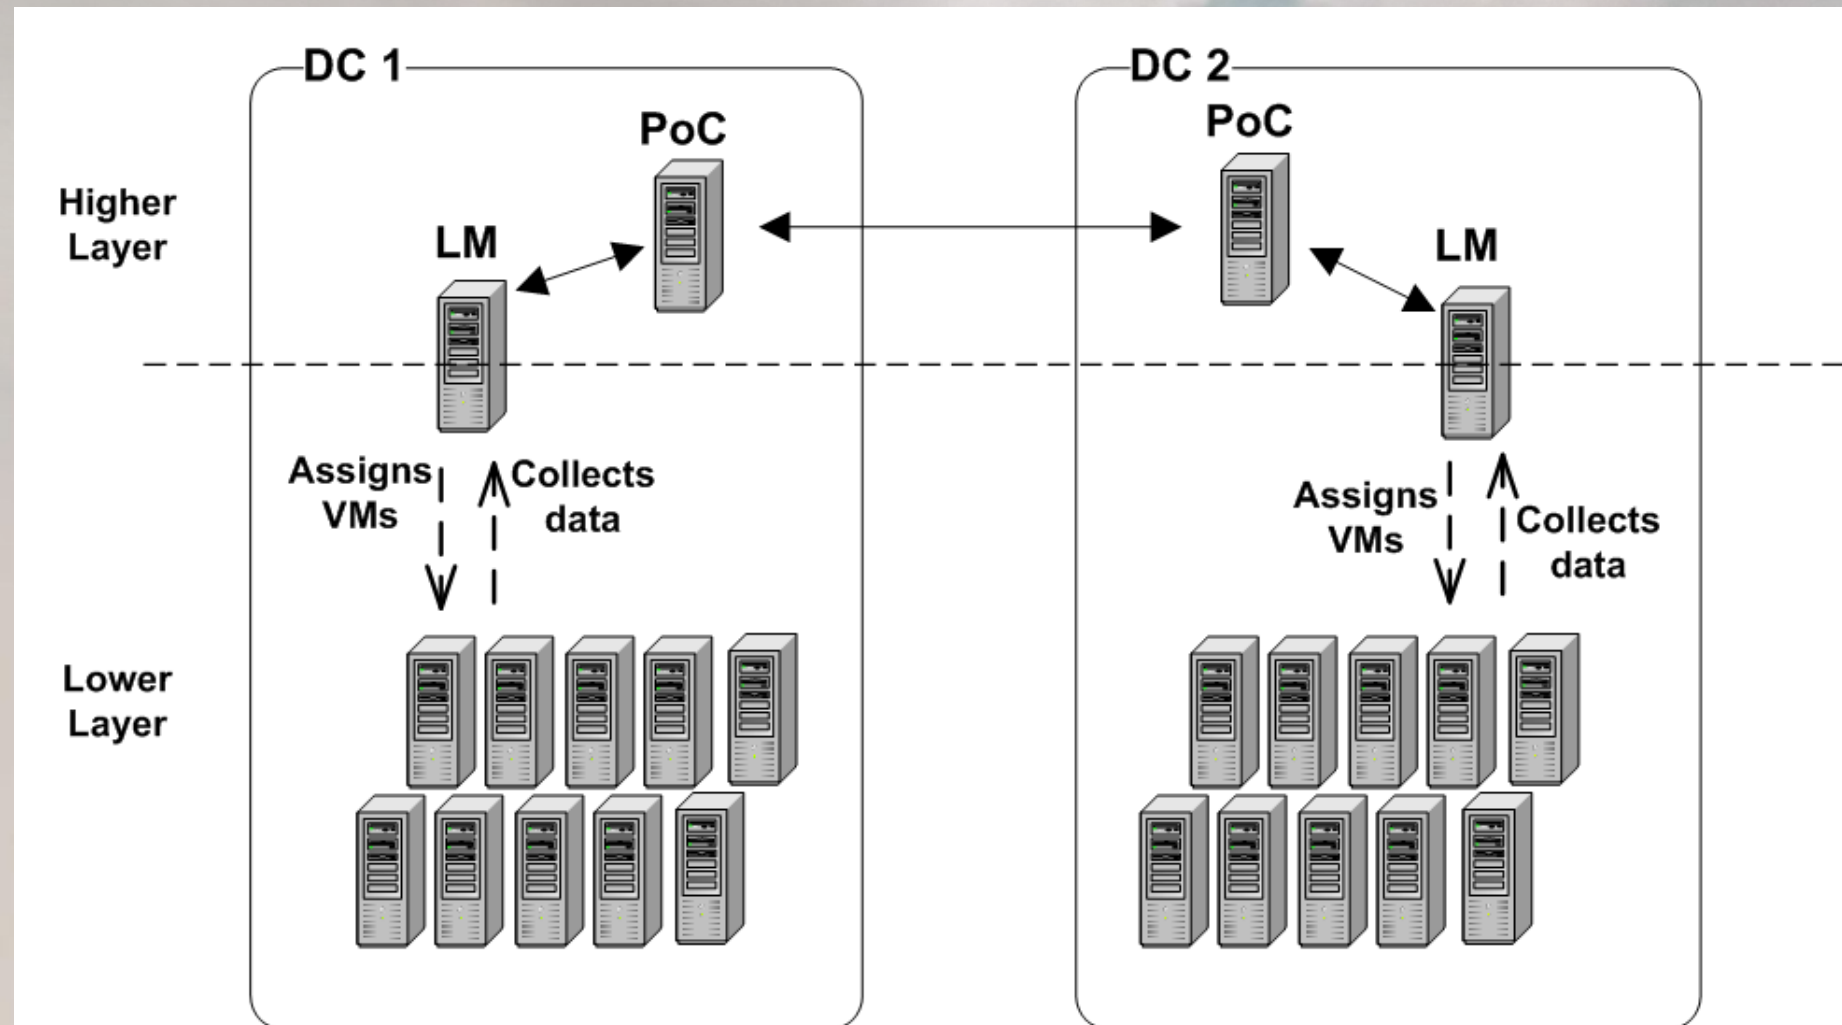 DC 1
DC 2
PoC
PoC
Higher
Layer
LM
LM
Assigns
VMs
Collects
data
Assigns
VMs
Collects
data
Lower
Layer